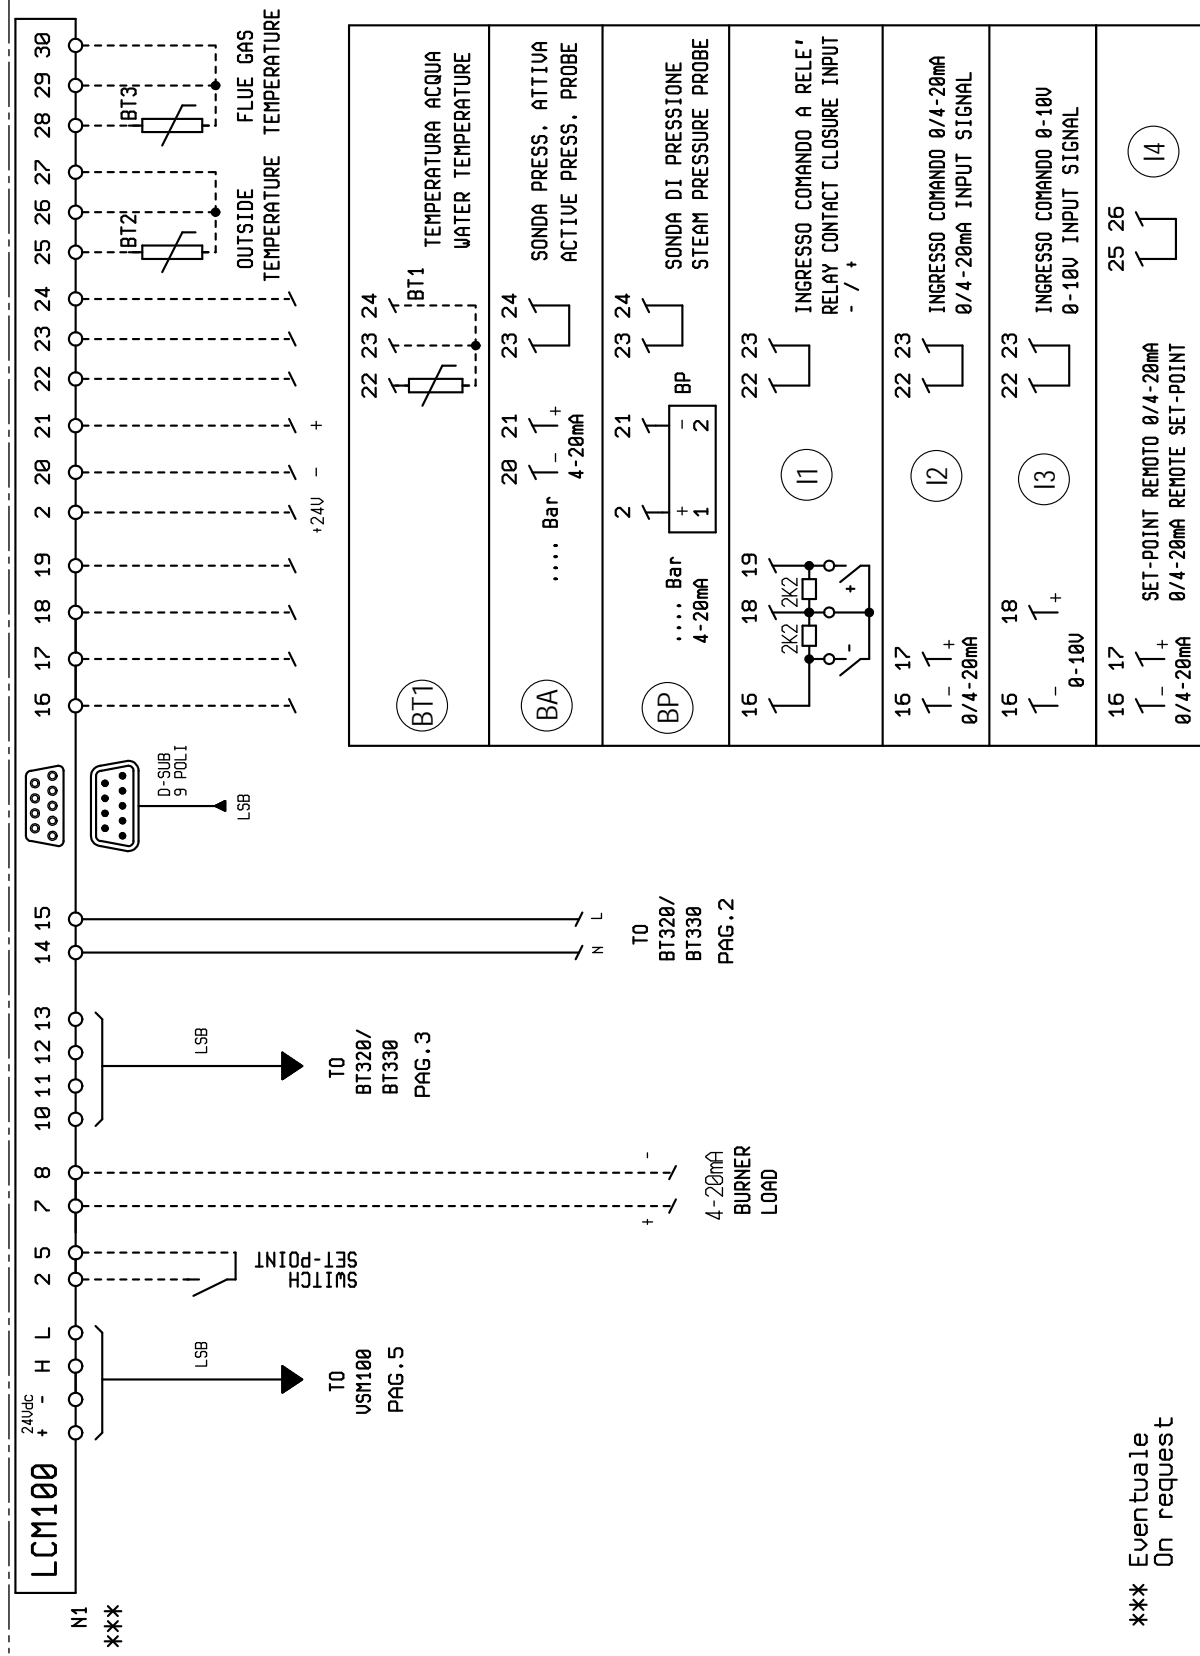 N1
***
LCM100
24Vdc
+ - H L 2 5 7 8 10 11 12 13 14 15 16 17 18 19 2 20 21 22 23 24 25 26 27 28 29 30
LSB
TO
VSM100
PAG.5
SWITCH
SET-POINT
+ -
4-20mA
BURNER
LOAD
LSB
TO
BT320/
BT330
PAG.3
N L
TO
BT320/
BT330
PAG.2
D-SUB
9 POLI
LSB
+24V - +
BT2
OUTSIDE
TEMPERATURE
BT3
FLUE GAS
TEMPERATURE
BT1
22 23 24
BT1
TEMPERATURA ACQUA
WATER TEMPERATURE
BA
.... Bar
20 21 23 24
- +
4-20mA
SONDA PRESS. ATTIVA
ACTIVE PRESS. PROBE
BP
.... Bar
4-20mA
2 21 23 24
BP
+ -
1 2
SONDA DI PRESSIONE
STEAM PRESSURE PROBE
16 18 19 22 23
2K2 2K2
- +
I1
INGRESSO COMANDO A RELE'
RELAY CONTACT CLOSURE INPUT
- / +
16 17 22 23
- +
0/4-20mA
I2
INGRESSO COMANDO 0/4-20mA
0/4-20mA INPUT SIGNAL
16 18 22 23
- +
0-10V
I3
INGRESSO COMANDO 0-10V
0-10V INPUT SIGNAL
16 17 25 26
- +
0/4-20mA
SET-POINT REMOTO 0/4-20mA
0/4-20mA REMOTE SET-POINT
I4
*** Eventuale
On request